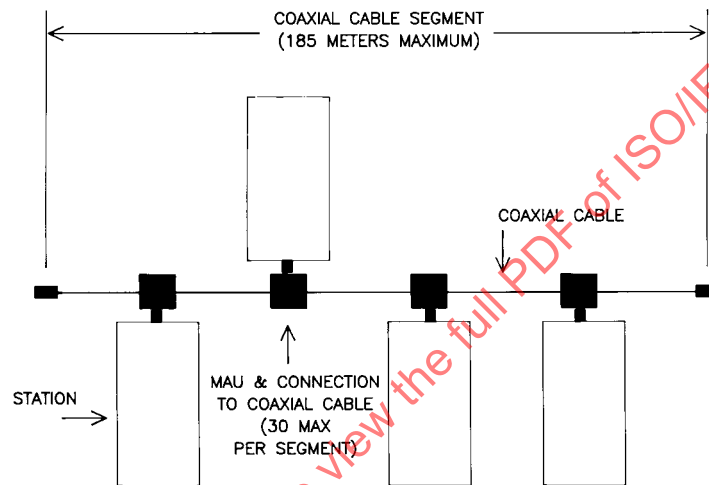 COAXIAL CABLE SEGMENT
(185 METERS MAXIMUM)
COAXIAL CABLE
MAU & CONNECTION
TO COAXIAL CABLE
(30 MAX
PER SEGMENT)
STATION
view the full PDF of ISO/IE